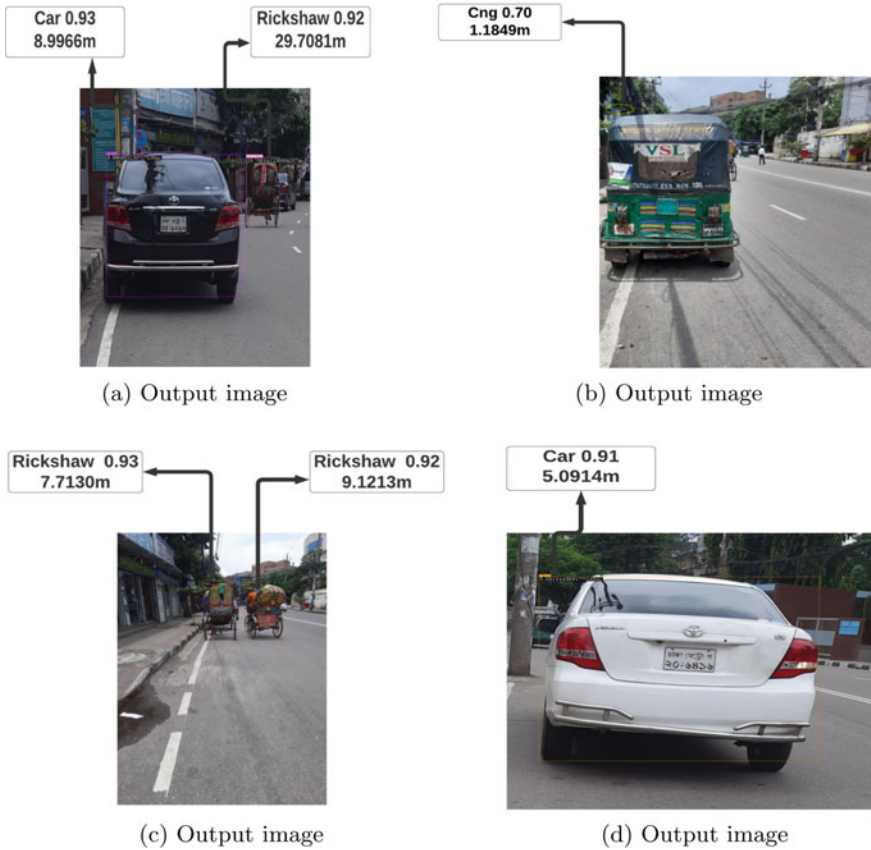 Car 0.93
8.9966m
Rickshaw 0.92
29.7081m
Cng 0.70
1.1849m
VSL
(a) Output image
(b) Output image
Rickshaw 0.93
7.7130m
Rickshaw 0.92
9.1213m
Car 0.91
5.0914m
ঢাকা মেট্রো গ
২০-৬৪১৬
(c) Output image
(d) Output image